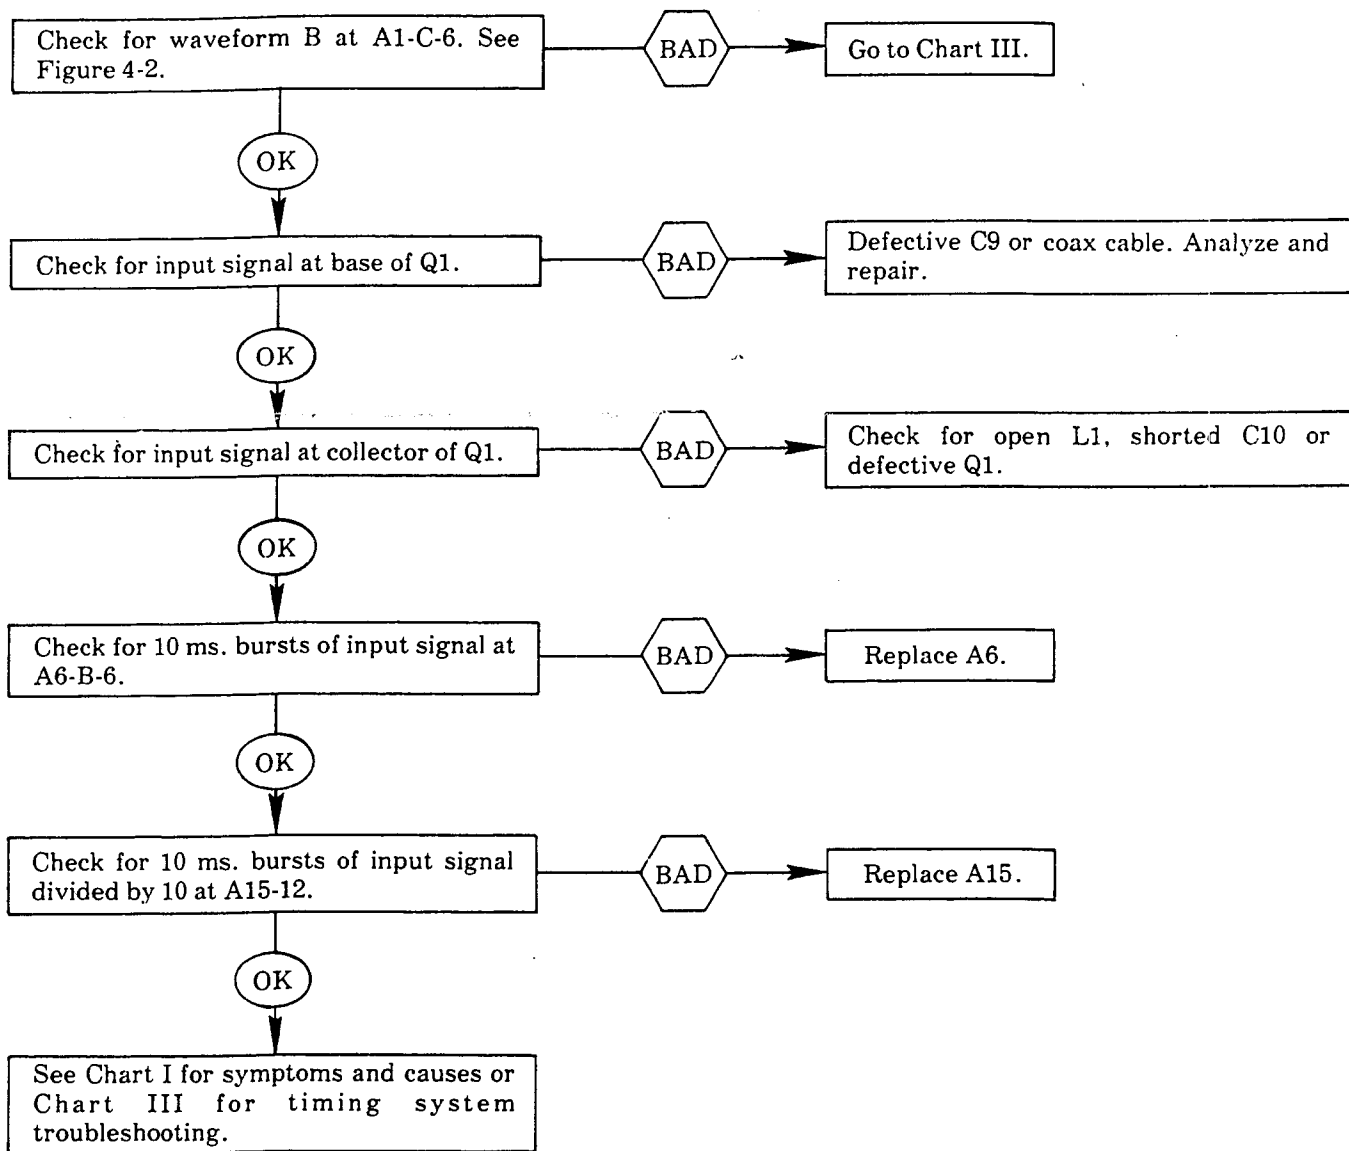 Check for waveform B at A1-C-6. See
Figure 4-2.
BAD
Go to Chart III.
OK
Check for input signal at base of Q1.
BAD
Defective C9 or coax cable. Analyze and
repair.
OK
Check for input signal at collector of Q1.
BAD
Check for open L1, shorted C10 or
defective Q1.
OK
Check for 10 ms. bursts of input signal at
A6-B-6.
BAD
Replace A6.
OK
Check for 10 ms. bursts of input signal
divided by 10 at A15-12.
BAD
Replace A15.
OK
See Chart I for symptoms and causes or
Chart III for timing system
troubleshooting.